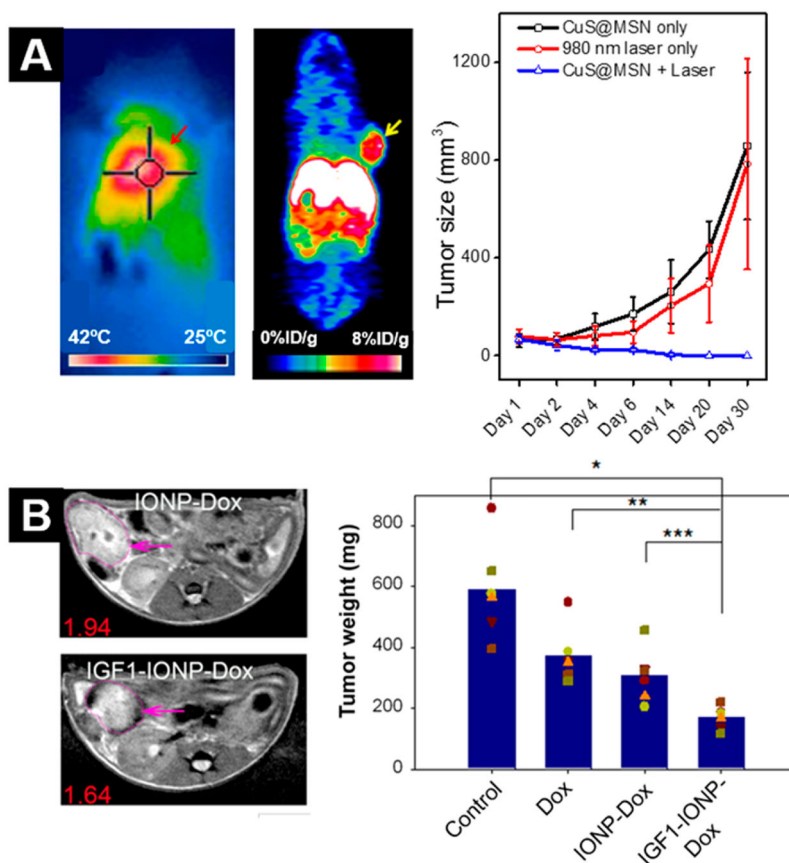 A
42ºC
25ºC
0%ID/g
8%ID/g
CuS@MSN only
980 nm laser only
CuS@MSN + Laser
Tumor size (mm³)
1200
800
400
0
Day 1
Day 2
Day 4
Day 6
Day 14
Day 20
Day 30
B
IONP-Dox
1.94
IGF1-IONP-Dox
1.64
*
**
***
Tumor weight (mg)
800
600
400
200
0
Control
Dox
IONP-Dox
IGF1-IONP-
Dox